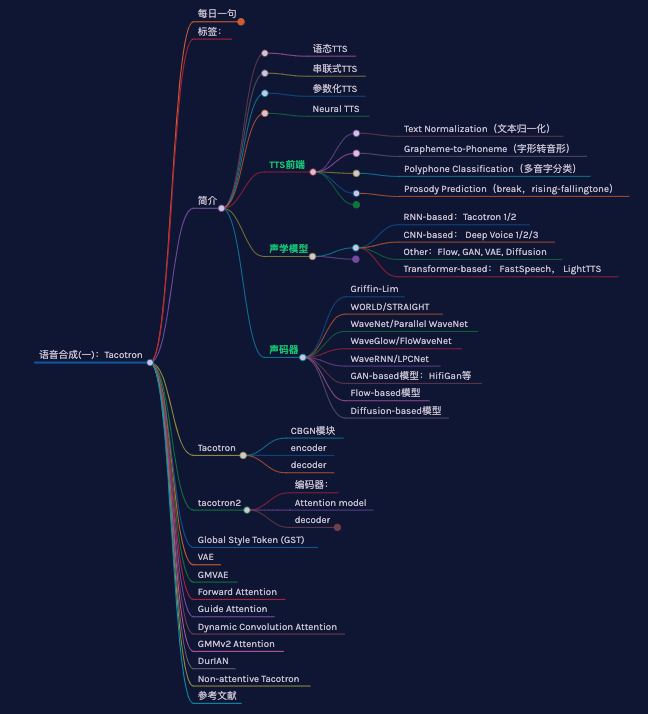 每日一句
标签：
语态TTS
串联式TTS
参数化TTS
Neural TTS
TTS前端
Text Normalization（文本归一化）
Grapheme-to-Phoneme（字形转音形）
Polyphone Classification（多音字分类）
Prosody Prediction（break，rising-fallingtone）
简介
声学模型
RNN-based：Tacotron 1/2
CNN-based： Deep Voice 1/2/3
Other：Flow, GAN, VAE, Diffusion
Transformer-based： FastSpeech， LightTTS
声码器
Griffin-Lim
WORLD/STRAIGHT
WaveNet/Parallel WaveNet
WaveGlow/FloWaveNet
WaveRNN/LPCNet
GAN-based模型：HifiGan等
Flow-based模型
Diffusion-based模型
语音合成(一)：Tacotron
Tacotron
CBGN模块
encoder
decoder
tacotron2
编码器：
Attention model
decoder
Global Style Token (GST)
VAE
GMVAE
Forward Attention
Guide Attention
Dynamic Convolution Attention
GMMv2 Attention
DurIAN
Non-attentive Tacotron
参考文献